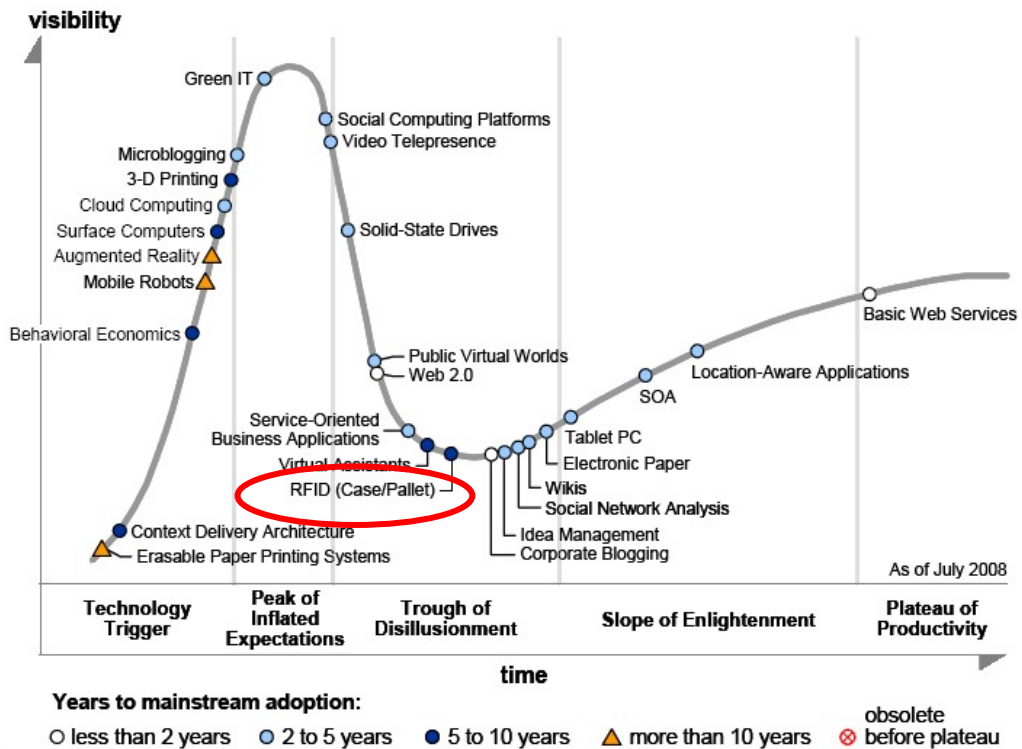 visibility
Green IT
Social Computing Platforms
Video Telepresence
Microblogging
3-D Printing
Cloud Computing
Surface Computers
Solid-State Drives
Augmented Reality
Mobile Robots
Basic Web Services
Behavioral Economics
Public Virtual Worlds
Web 2.0
Location-Aware Applications
SOA
Service-Oriented
Business Applications
Tablet PC
Virtual Assistants
Electronic Paper
RFID (Case/Pallet)
Wikis
Social Network Analysis
Context Delivery Architecture
Idea Management
Erasable Paper Printing Systems
Corporate Blogging
As of July 2008
Technology
Trigger
Peak of
Inflated
Expectations
Trough of
Disillusionment
Slope of Enlightenment
Plateau of
Productivity
time
Years to mainstream adoption:
less than 2 years
2 to 5 years
5 to 10 years
more than 10 years
obsolete
before plateau